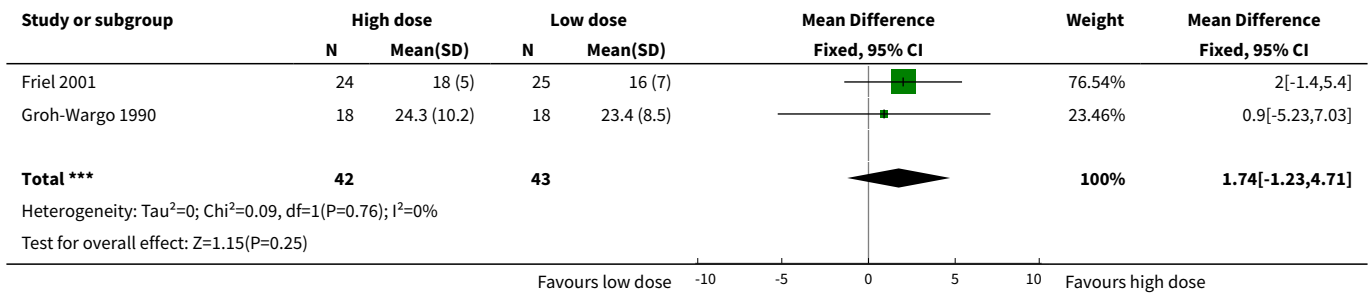 Study or subgroup High dose Low dose Mean Difference Weight Mean Difference
N Mean(SD) N Mean(SD) Fixed, 95% CI Fixed, 95% CI
Friel 2001 24 18 (5) 25 16 (7) 76.54% 2[-1.4,5.4]
Groh-Wargo 1990 18 24.3 (10.2) 18 23.4 (8.5) 23.46% 0.9[-5.23,7.03]
Total *** 42 43 100% 1.74[-1.23,4.71]
Heterogeneity: Tau²=0; Chi²=0.09, df=1(P=0.76); I²=0%
Test for overall effect: Z=1.15(P=0.25)
Favours low dose -10 -5 0 5 10 Favours high dose